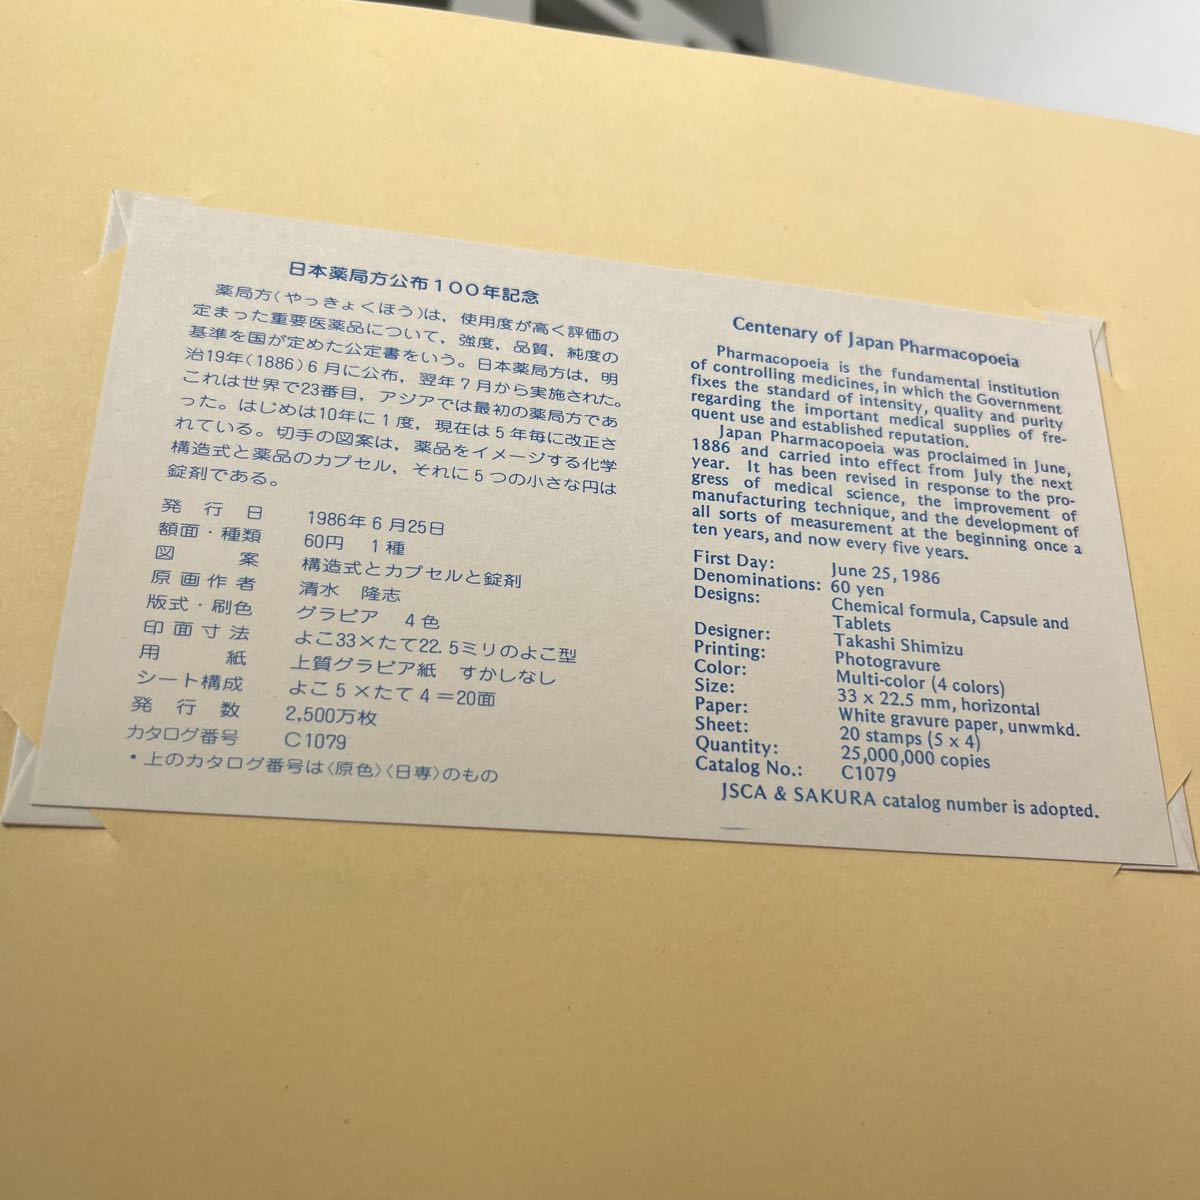 日本薬局方公布100年記念
薬局方(やっきょくほう)は，使用度が高く評価の
定まった重要医薬品について，強度，品質，純度の
基準を国が定めた公定書をいう。日本薬局方は，明
治19年(1886)６月に公布，翌年７月から実施された。
これは世界で23番目，アジアでは最初の薬局方であ
った。はじめは10年に１度，現在は５年毎に改正さ
れている。切手の図案は，薬品をイメージする化学
構造式と薬品のカプセル，それに５つの小さな円は
錠剤である。
発行日 1986年６月25日
額面・種類 60円 １種
図案 構造式とカプセルと錠剤
原画作者 清水 隆志
版式・刷色 グラビア ４色
印面寸法 よこ33×たて22.5ミリのよこ型
用紙 上質グラビア紙 すかしなし
シート構成 よこ５×たて４＝20面
発行数 2,500万枚
カタログ番号 C1079
・上のカタログ番号は〈原色〉〈日専〉のもの
Centenary of Japan Pharmacopoeia
Pharmacopoeia is the fundamental institution
of controlling medicines, in which the Government
fixes the standard of intensity, quality and purity
regarding the important medical supplies of fre-
quent use and established reputation.
Japan Pharmacopoeia was proclaimed in June,
1886 and carried into effect from July the next
year. It has been revised in response to the pro-
gress of medical science, the improvement of
manufacturing technique, and the development of
all sorts of measurement at the beginning once a
ten years, and now every five years.
First Day: June 25, 1986
Denominations: 60 yen
Designs: Chemical formula, Capsule and
Tablets
Designer: Takashi Shimizu
Printing: Photogravure
Color: Multi-color (4 colors)
Size: 33 x 22.5 mm, horizontal
Paper: White gravure paper, unwmkd.
Sheet: 20 stamps (5 x 4)
Quantity: 25,000,000 copies
Catalog No.: C1079
JSCA & SAKURA catalog number is adopted.